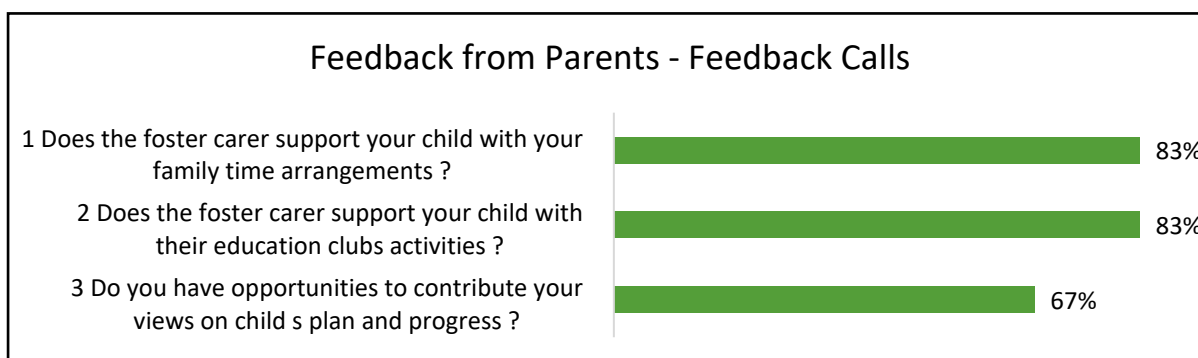 Feedback from Parents - Feedback Calls
1 Does the foster carer support your child with your
family time arrangements ?
83%
2 Does the foster carer support your child with
their education clubs activities ?
83%
3 Do you have opportunities to contribute your
views on child s plan and progress ?
67%